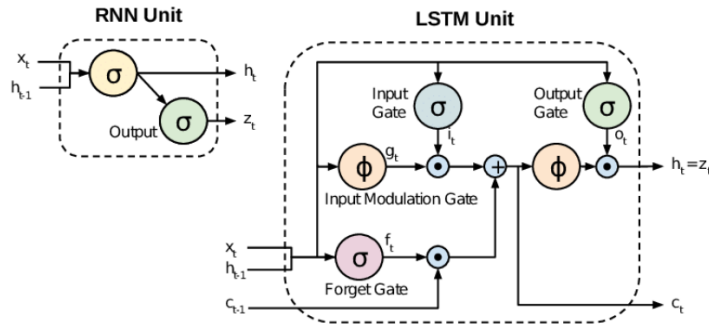 RNN Unit
LSTM Unit
xₜ
hₜ₋₁
σ
hₜ
Output
σ
zₜ
Input
Gate
σ
iₜ
Output
Gate
σ
oₜ
ϕ
gₜ
Input Modulation Gate
+
ϕ
hₜ=zₜ
xₜ
hₜ₋₁
σ
fₜ
Forget Gate
cₜ₋₁
cₜ